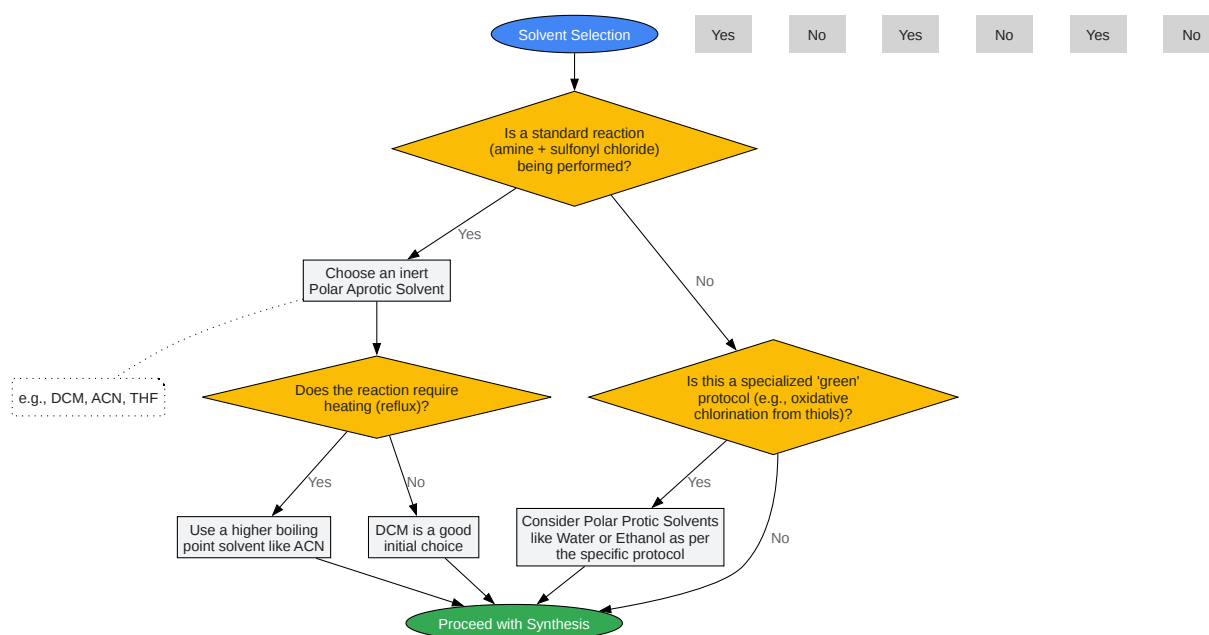 Solvent Selection
Yes
No
Yes
No
Yes
No
Is a standard reaction
(amine + sulfonyl chloride)
being performed?
Yes
No
Choose an inert
Polar Aprotic Solvent
e.g., DCM, ACN, THF
Does the reaction require
heating (reflux)?
Is this a specialized 'green'
protocol (e.g., oxidative
chlorination from thiols)?
Yes
No
Yes
No
Use a higher boiling
point solvent like ACN
DCM is a good
initial choice
Consider Polar Protic Solvents
like Water or Ethanol as per
the specific protocol
Proceed with Synthesis